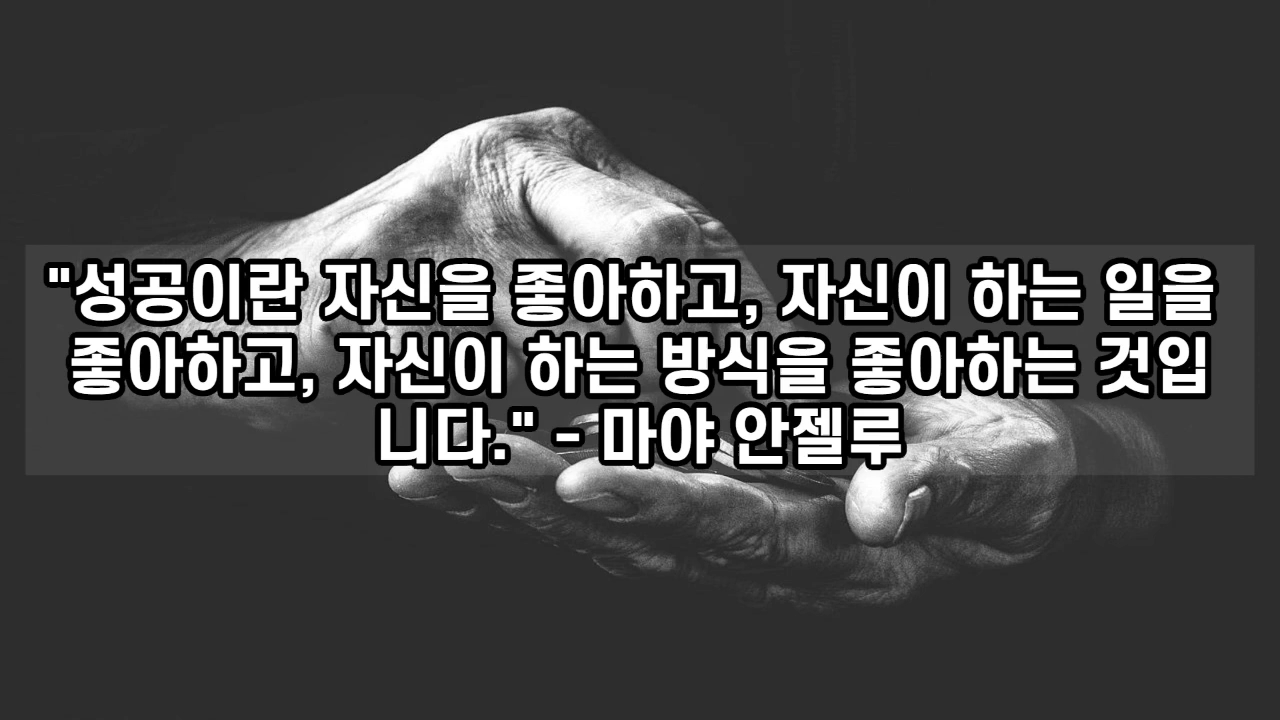 "성공이란 자신을 좋아하고, 자신이 하는 일을
좋아하고, 자신이 하는 방식을 좋아하는 것입
니다." - 마야 안젤루